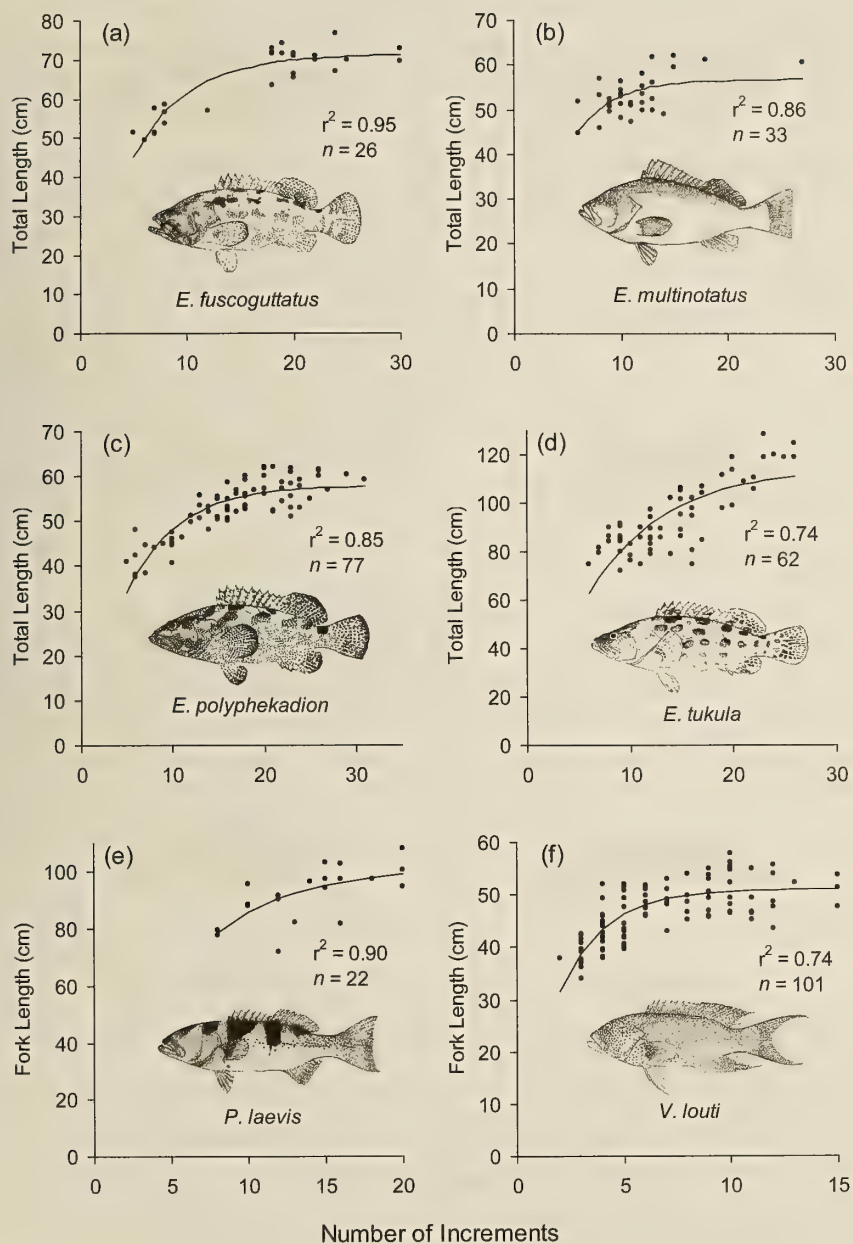 (a)
80
70
60
50
40
30
20
10
0
Total Length (cm)
r² = 0.95
n = 26
E. fuscoguttatus
0 10 20 30
(b)
70
60
50
40
30
20
10
0
Total Length (cm)
r² = 0.86
n = 33
E. multinotatus
0 10 20 30
(c)
70
60
50
40
30
20
10
0
Total Length (cm)
r² = 0.85
n = 77
E. polyphekadion
0 10 20 30
(d)
120
100
80
60
40
20
0
Total Length (cm)
r² = 0.74
n = 62
E. tukula
0 10 20 30
(e)
100
80
60
40
20
0
Fork Length (cm)
r² = 0.90
n = 22
P. laevis
0 5 10 15 20
(f)
60
50
40
30
20
10
0
Fork Length (cm)
r² = 0.74
n = 101
V. louti
0 5 10 15
Number of Increments